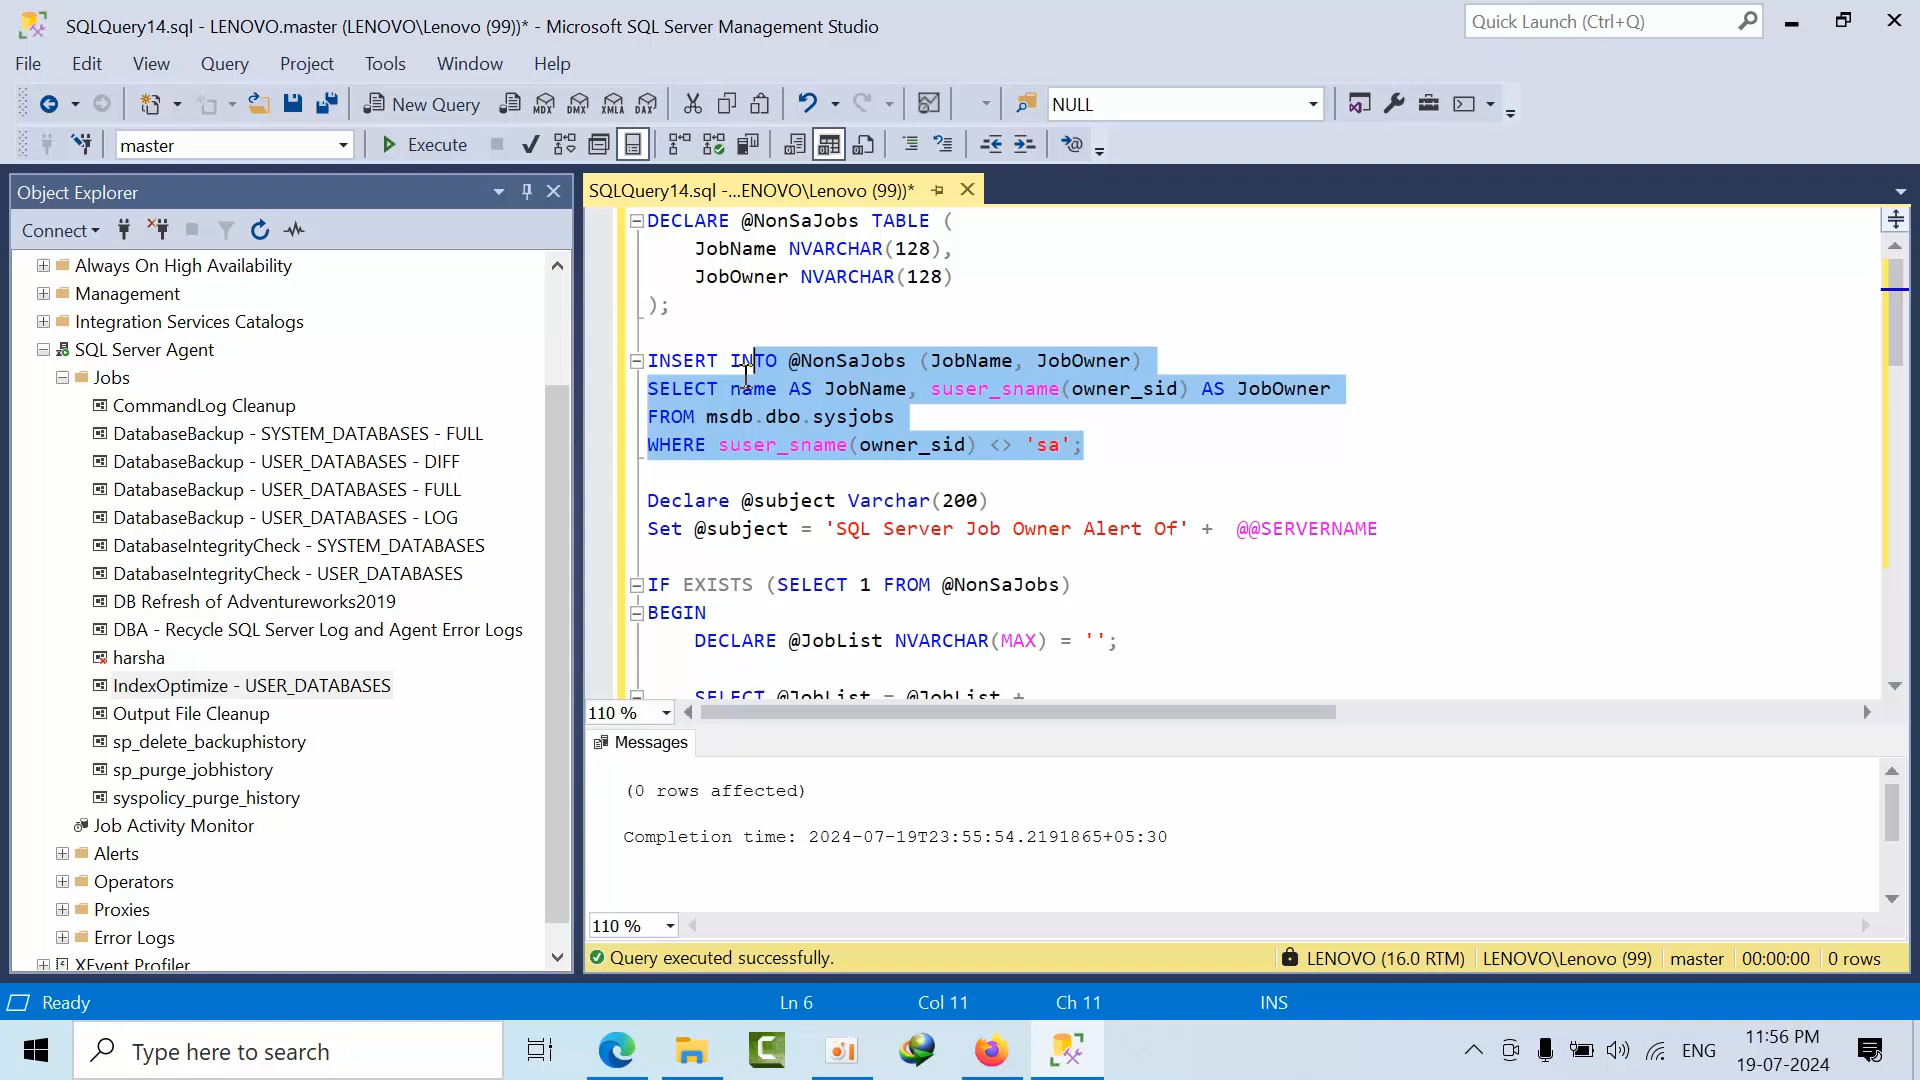 SQLQuery14.sql - LENOVO.master (LENOVO\Lenovo (99))* - Microsoft SQL Server Management Studio
Quick Launch (Ctrl+Q)
File Edit View Query Project Tools Window Help
New Query
MDX DMX XMLA DAX
NULL
master
Execute
Object Explorer
SQLQuery14.sql -...ENOVO\Lenovo (99))*
Connect
Always On High Availability
Management
Integration Services Catalogs
SQL Server Agent
Jobs
CommandLog Cleanup
DatabaseBackup - SYSTEM_DATABASES - FULL
DatabaseBackup - USER_DATABASES - DIFF
DatabaseBackup - USER_DATABASES - FULL
DatabaseBackup - USER_DATABASES - LOG
DatabaseIntegrityCheck - SYSTEM_DATABASES
DatabaseIntegrityCheck - USER_DATABASES
DB Refresh of Adventureworks2019
DBA - Recycle SQL Server Log and Agent Error Logs
harsha
IndexOptimize - USER_DATABASES
Output File Cleanup
sp_delete_backuphistory
sp_purge_jobhistory
syspolicy_purge_history
Job Activity Monitor
Alerts
Operators
Proxies
Error Logs
XEvent Profiler
DECLARE @NonSaJobs TABLE (
JobName NVARCHAR(128),
JobOwner NVARCHAR(128)
);
INSERT INTO @NonSaJobs (JobName, JobOwner)
SELECT name AS JobName, suser_sname(owner_sid) AS JobOwner
FROM msdb.dbo.sysjobs
WHERE suser_sname(owner_sid) <> 'sa';
Declare @subject Varchar(200)
Set @subject = 'SQL Server Job Owner Alert Of' + @@SERVERNAME
IF EXISTS (SELECT 1 FROM @NonSaJobs)
BEGIN
DECLARE @JobList NVARCHAR(MAX) = '';
SELECT @JobList = @JobList +
110 %
Messages
(0 rows affected)
Completion time: 2024-07-19T23:55:54.2191865+05:30
110 %
Query executed successfully.
LENOVO (16.0 RTM) LENOVO\Lenovo (99) master 00:00:00 0 rows
Ready
Ln 6 Col 11 Ch 11 INS
Type here to search
ENG
11:56 PM
19-07-2024